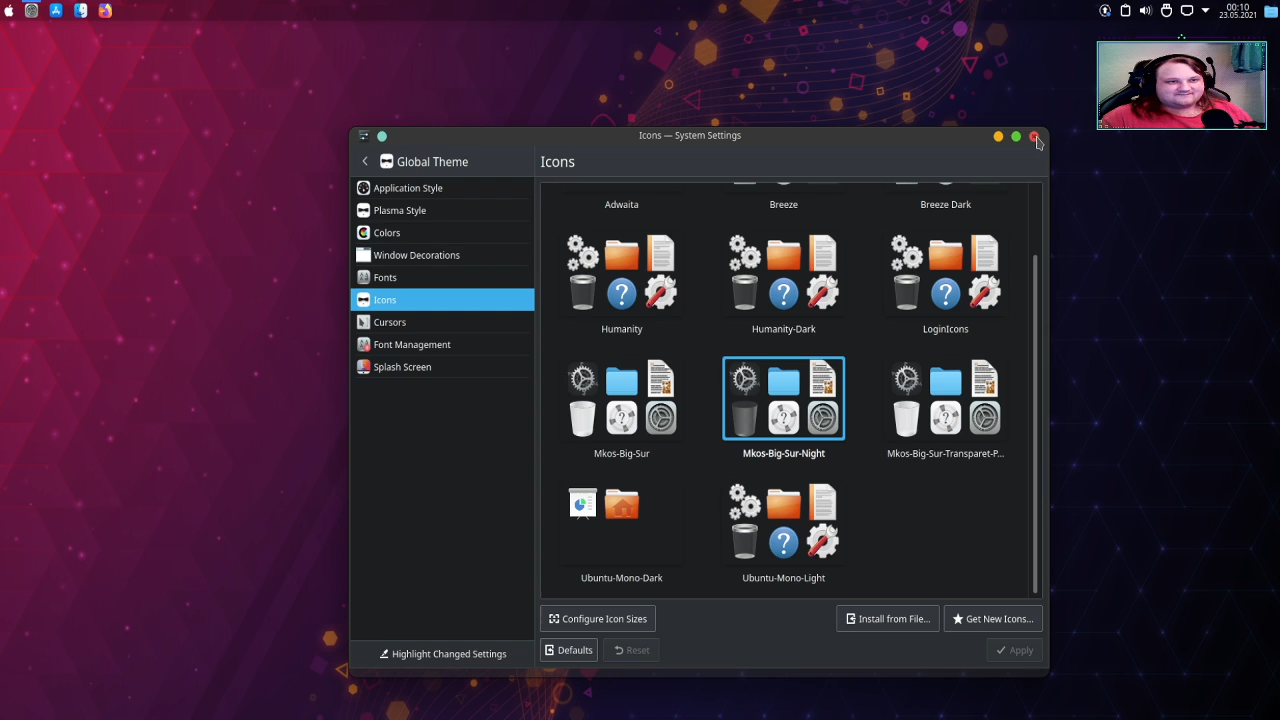 00:10
23.05.2021
Icons — System Settings
Global Theme
Icons
Application Style
Plasma Style
Colors
Window Decorations
Fonts
Icons
Cursors
Font Management
Splash Screen
Highlight Changed Settings
Adwaita
Breeze
Breeze Dark
Humanity
Humanity-Dark
LoginIcons
Mkos-Big-Sur
Mkos-Big-Sur-Night
Mkos-Big-Sur-Transparet-P...
Ubuntu-Mono-Dark
Ubuntu-Mono-Light
Configure Icon Sizes
Install from File...
Get New Icons...
Defaults
Reset
Apply